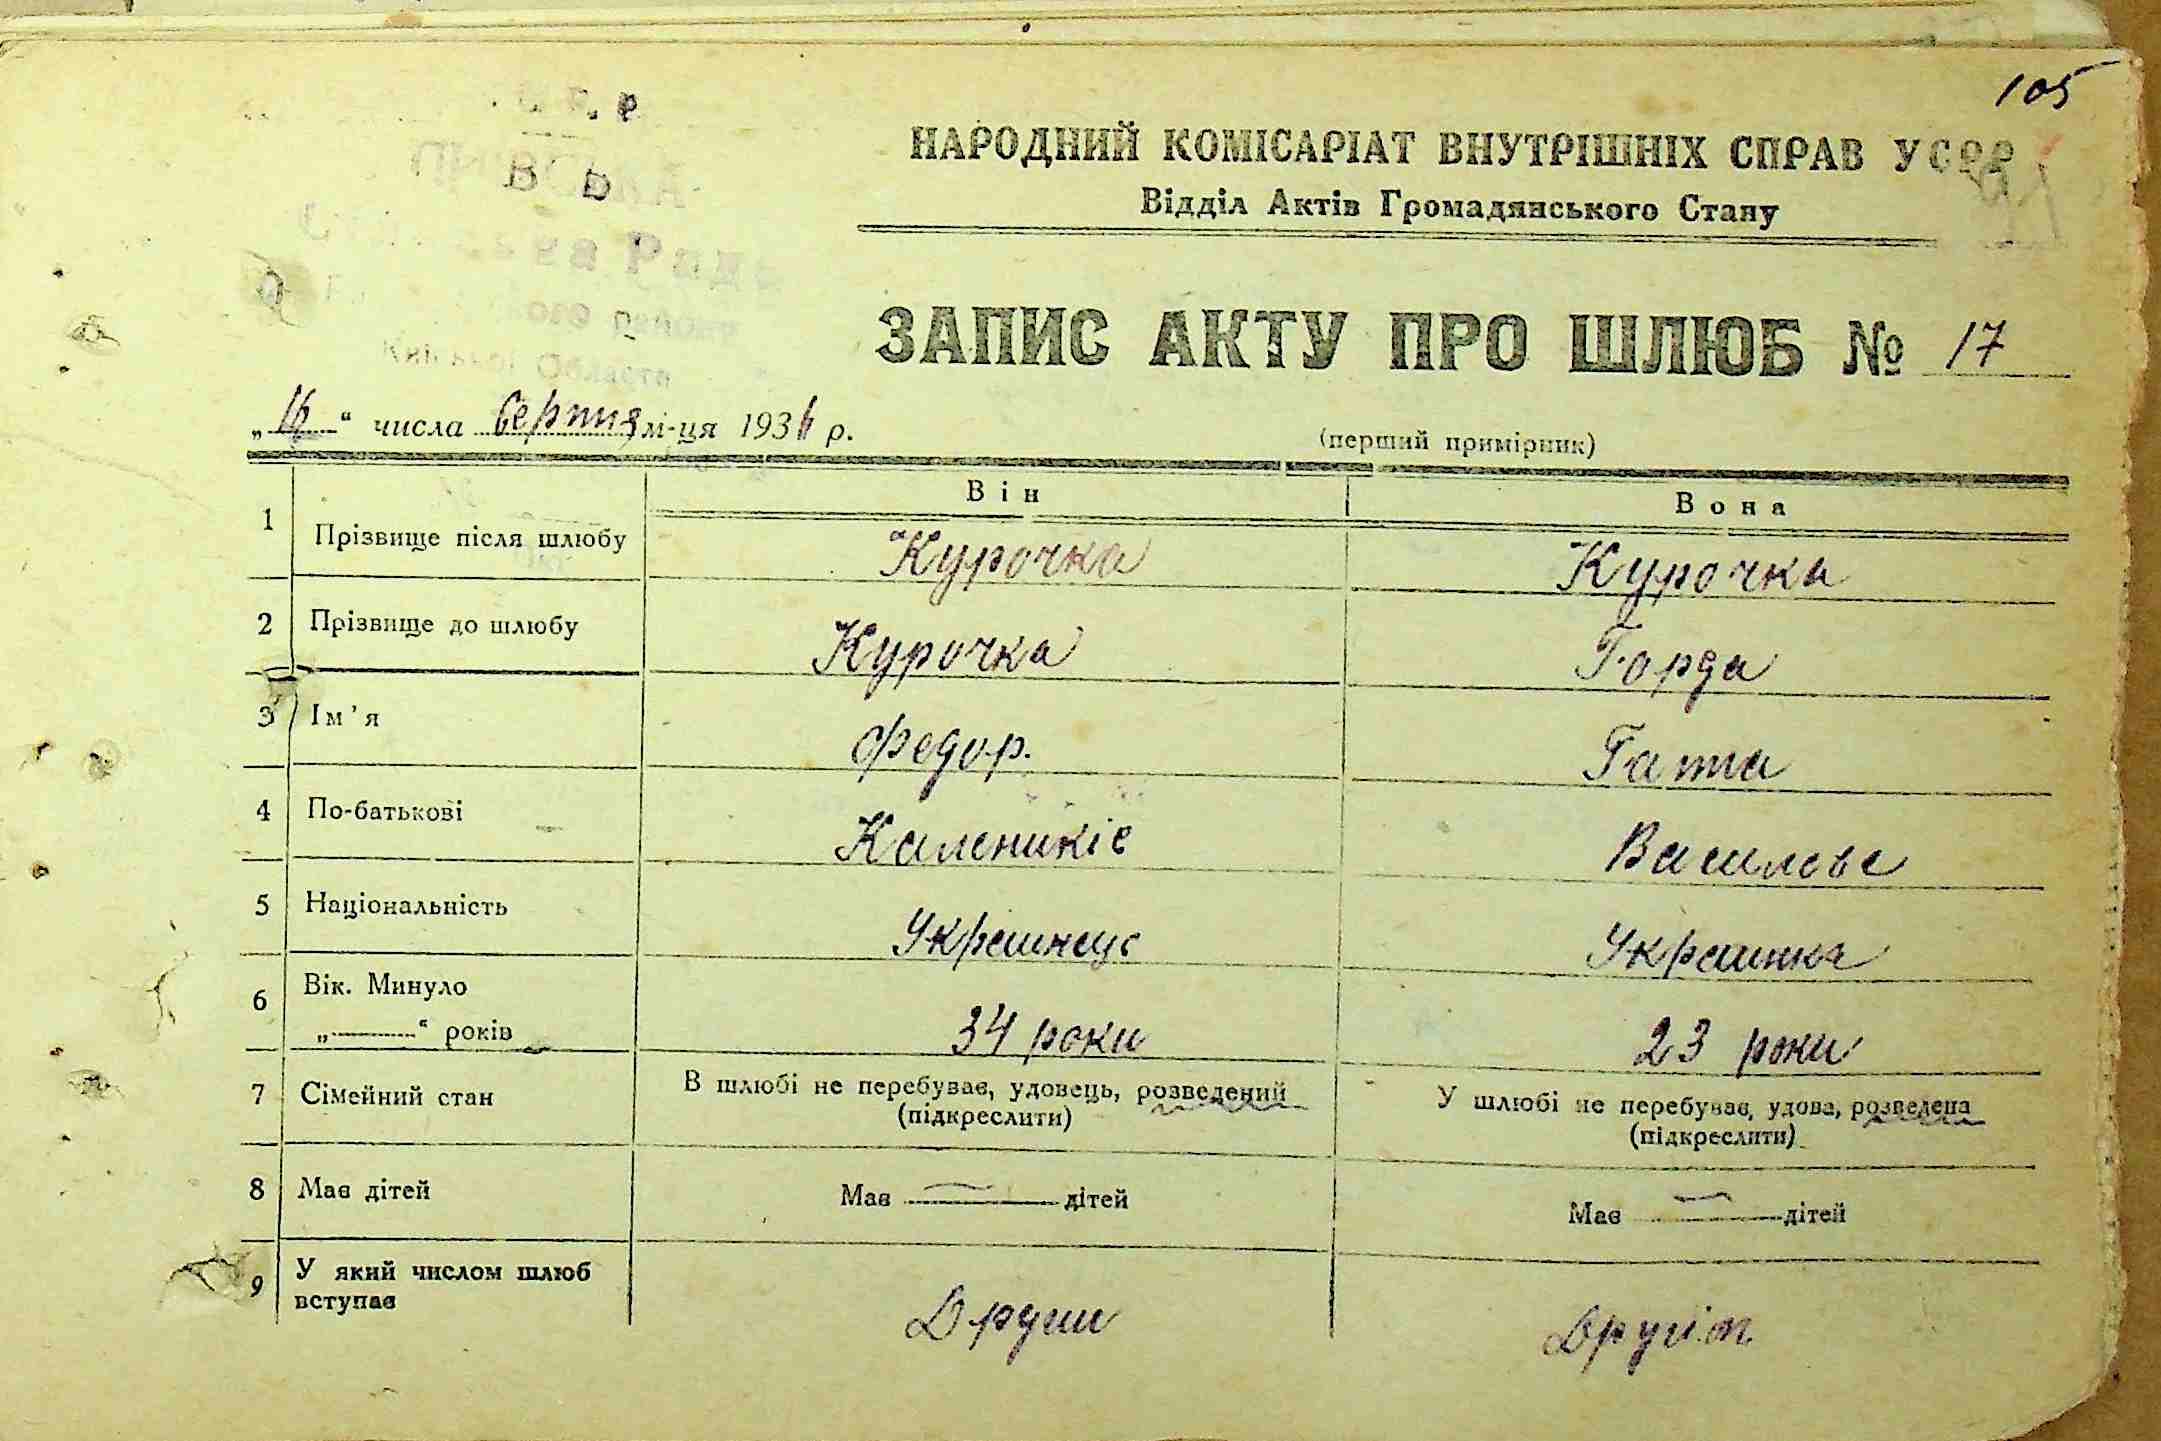 105
НАРОДНИЙ КОМІСАРІАТ ВНУТРІШНІХ СПРАВ УСРР
Відділ Актів Громадянського Стану
ЗАПИС АКТУ ПРО ШЛЮБ № 17
„16“ числа Серпня м-ця 193 р.
(перший примірник)
Він Вона
1 Прізвище після шлюбу Курочка Курочка
2 Прізвище до шлюбу Курочка Горда
3 Ім'я Федор. Гапка
4 По-батькові Калеників Василева
5 Національність Українець Українка
6 Вік. Минуло
„ “ років 34 роки 23 роки
7 Сімейний стан В шлюбі не перебуває, удовець, розведений У шлюбі не перебуває, удова, розведена
(підкреслити) (підкреслити)
8 Має дітей Має — дітей Має — дітей
9 У який числом шлюб
вступає Други